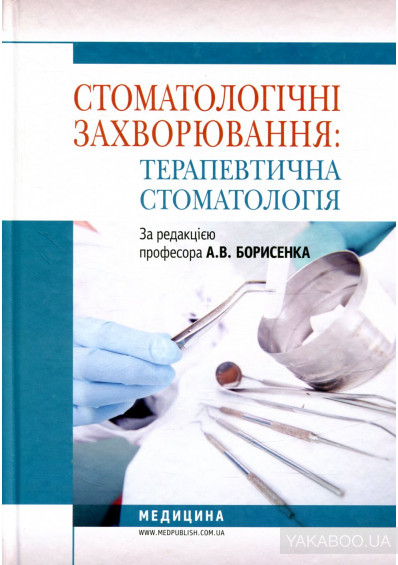 СТОМАТОЛОГІЧНІ
ЗАХВОРЮВАННЯ:
ТЕРАПЕВТИЧНА
СТОМАТОЛОГІЯ
За редакцією
професора А.В. БОРИСЕНКА
МЕДИЦИНА
WWW.MEDPUBLISH.COM.UA
YAKABOO.UA